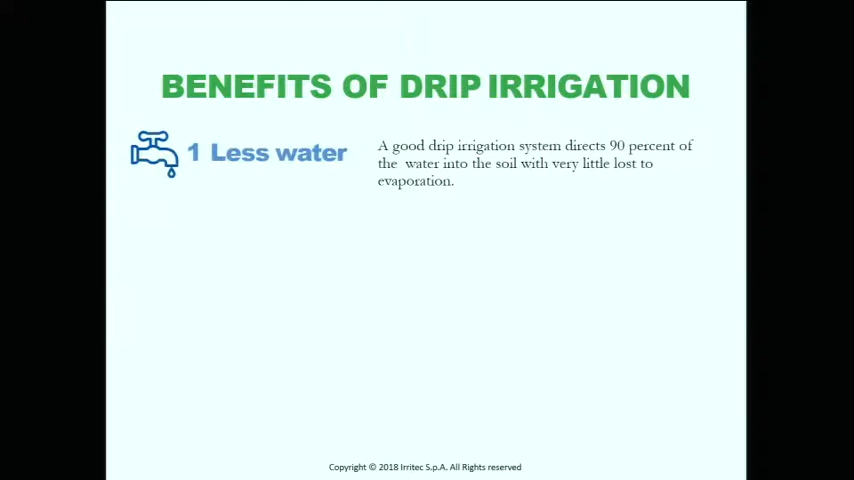 BENEFITS OF DRIP IRRIGATION
1 Less water
A good drip irrigation system directs 90 percent of
the water into the soil with very little lost to
evaporation.
Copyright © 2018 Irritec S.p.A. All Rights reserved